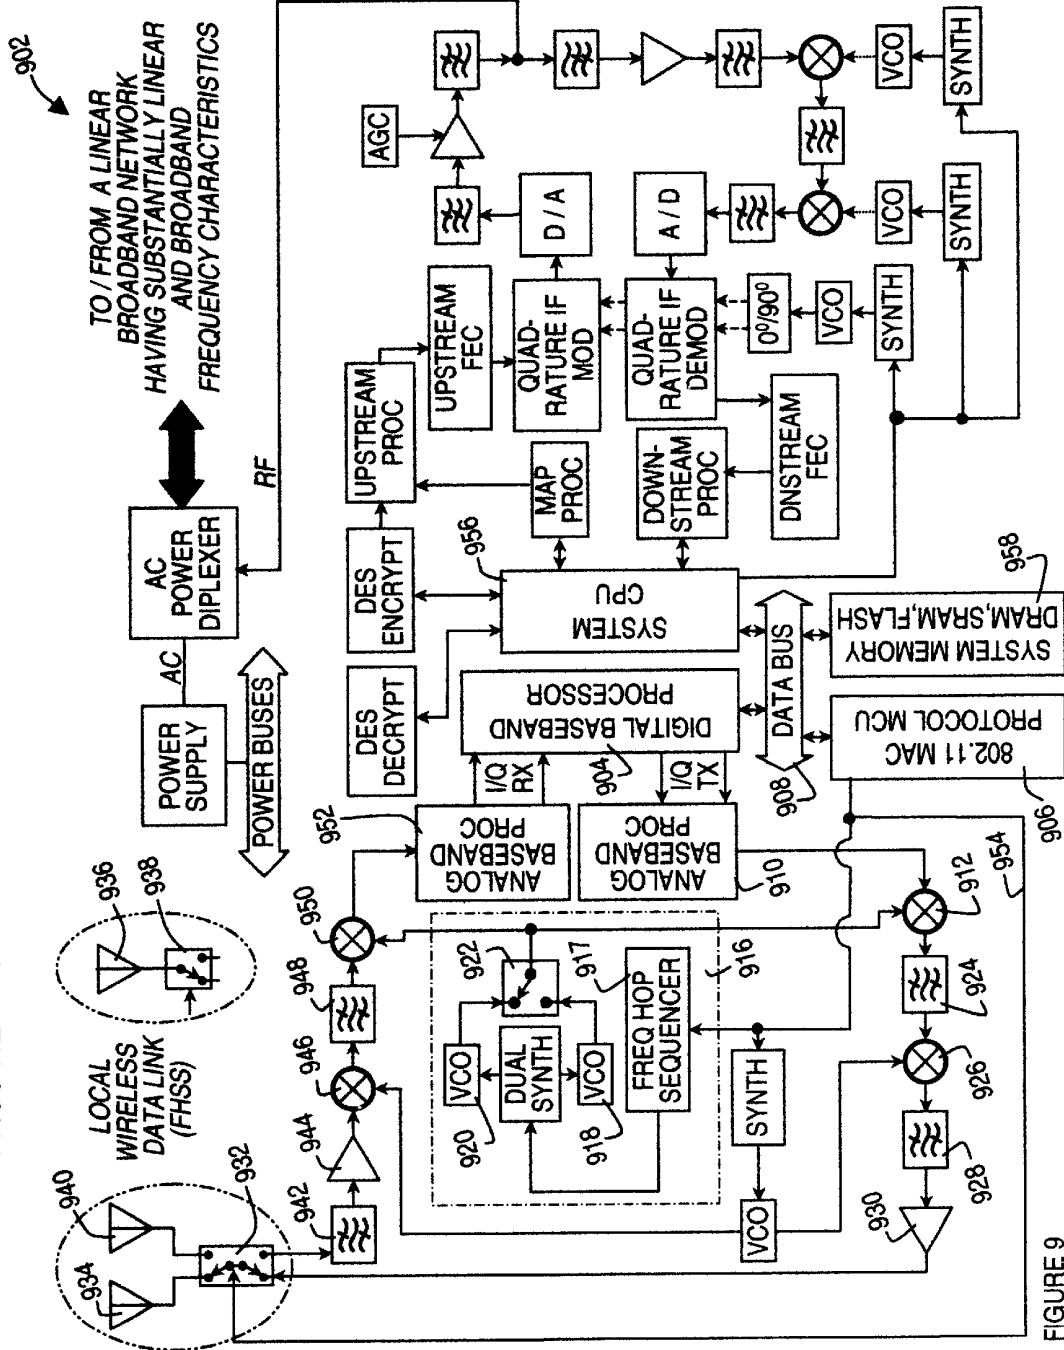 902
TO / FROM A LINEAR
BROADBAND NETWORK
HAVING SUBSTANTIALLY LINEAR
AND BROADBAND
FREQUENCY CHARACTERISTICS
RF
AC
POWER
DIPLEXER
AC
POWER
SUPPLY
POWER BUSES
936
938
LOCAL
WIRELESS
DATA LINK
(FHSS)
940
934
932
942
944
946
948
950
952
ANALOG
BASEBAND
PROC
I/Q
RX
DES
DECRYPT
DES
ENCRYPT
UPSTREAM
PROC
UPSTREAM
FEC
MAP
PROC
QUAD-
RATURE IF
MOD
D / A
AGC
A / D
QUAD-
RATURE IF
DEMOD
0°/90°
VCO
SYNTH
VCO
SYNTH
VCO
SYNTH
DOWN-
STREAM
PROC
DNSTREAM
FEC
956
SYSTEM
CPU
DIGITAL BASEBAND
PROCESSOR
904
I/Q
TX
ANALOG
BASEBAND
PROC
910
DATA BUS
908
958
SYSTEM MEMORY
DRAM,SRAM,FLASH
802.11 MAC
PROTOCOL MCU
906
954
912
916
917
922
VCO
920
DUAL
SYNTH
VCO
918
FREQ HOP
SEQUENCER
SYNTH
VCO
924
926
928
930
FIGURE 9